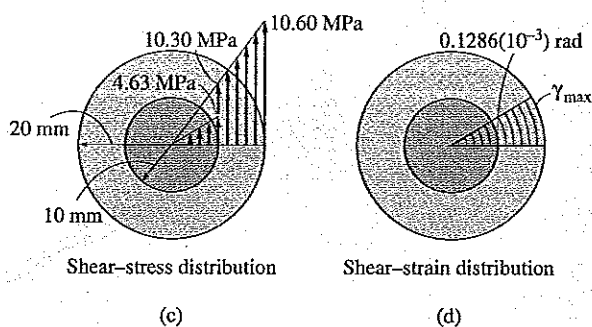 10.60 MPa
10.30 MPa
4.63 MPa
20 mm
10 mm
Shear–stress distribution
(c)
0.1286(10⁻³) rad
γmax
Shear–strain distribution
(d)